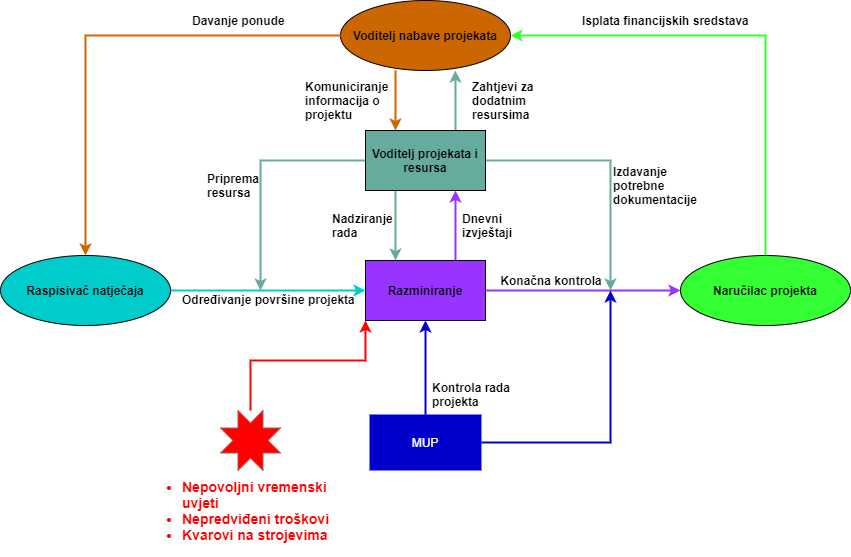 Davanje ponude
Voditelj nabave projekata
Isplata financijskih sredstava
Komuniciranje
informacija o
projektu
Zahtjevi za
dodatnim
resursima
Voditelj projekata i
resursa
Priprema
resursa
Izdavanje
potrebne
dokumentacije
Nadziranje
rada
Dnevni
izvještaji
Raspisivač natječaja
Određivanje površine projekta
Razminiranje
Konačna kontrola
Naručilac projekta
Kontrola rada
projekta
MUP
• Nepovoljni vremenski
uvjeti
• Nepredviđeni troškovi
• Kvarovi na strojevima